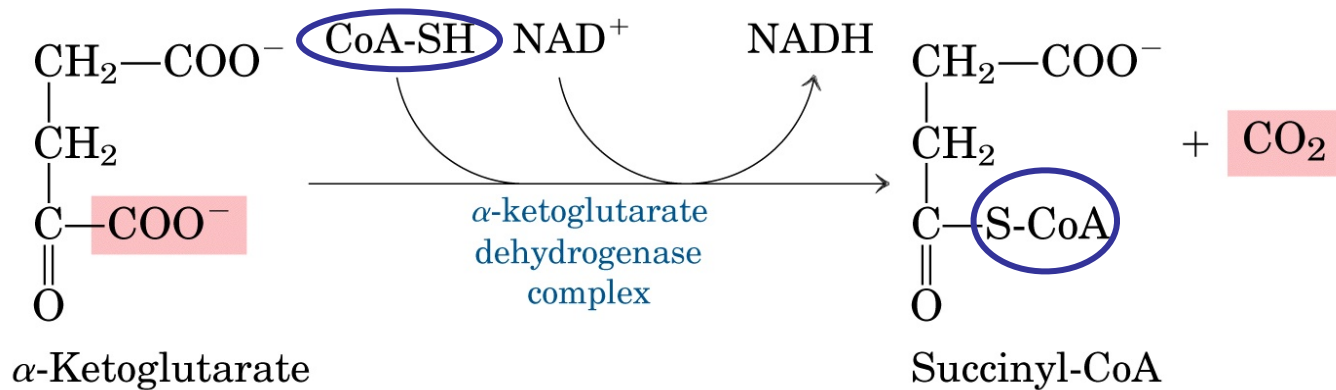 CoA-SH NAD⁺ NADH
CH₂—COO⁻ CH₂—COO⁻
CH₂ CH₂ + CO₂
C—COO⁻ C—S-CoA
α-ketoglutarate
dehydrogenase
complex
O O
α-Ketoglutarate Succinyl-CoA